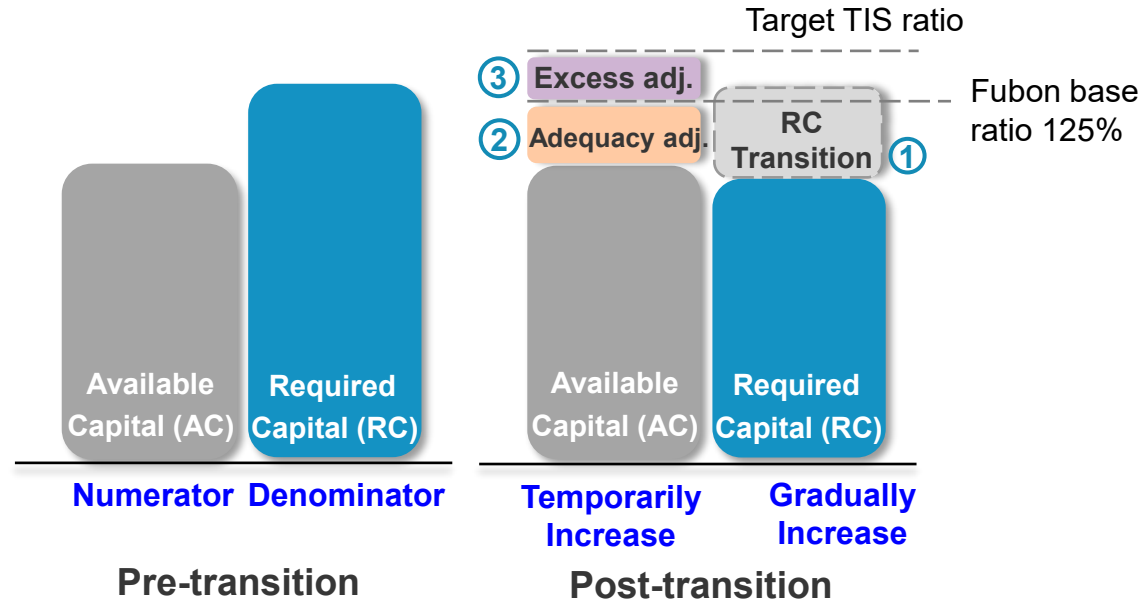 Target TIS ratio
③ Excess adj.
Fubon base
ratio 125%
② Adequacy adj.
RC
Transition ①
Available
Capital (AC)
Required
Capital (RC)
Available
Capital (AC)
Required
Capital (RC)
Numerator
Denominator
Temporarily
Increase
Gradually
Increase
Pre-transition
Post-transition